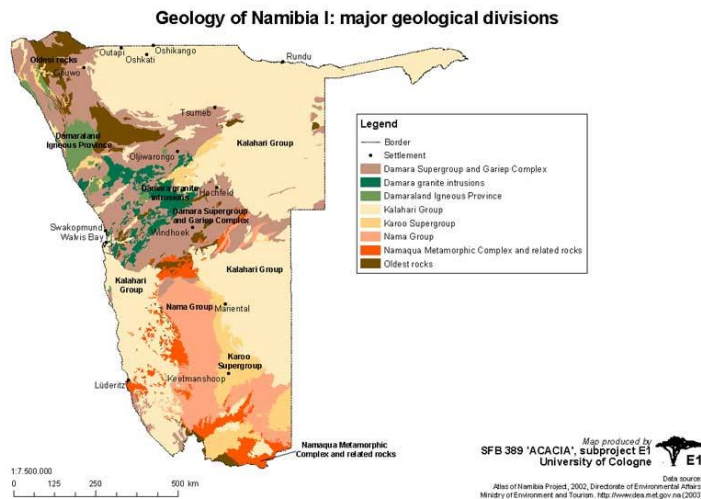 Geology of Namibia I: major geological divisions
Oshikango
Outapi
Oshkati
Rundu
Oldest rocks
Opuwo
Tsumeb
Damaraland
Igneous Province
Kalahari Group
Otjiwarongo
Damara granite
intrusions
Hochfeld
Damara Supergroup
and Gariep Complex
Swakopmund
Walvis Bay
Windhoek
Kalahari
Group
Kalahari Group
Nama Group
Mariental
Karoo
Supergroup
Keetmanshoop
Lüderitz
Namaqua Metamorphic
Complex and related rocks
Legend
Border
Settlement
Damara Supergroup and Gariep Complex
Damara granite intrusions
Damaraland Igneous Province
Kalahari Group
Karoo Supergroup
Nama Group
Namaqua Metamorphic Complex and related rocks
Oldest rocks
1:7.500.000
0 125 250 500 km
Map produced by
SFB 389 'ACACIA', subproject E1
University of Cologne
E1
Data source:
Atlas of Namibia Project, 2002, Directorate of Environmental Affairs,
Ministry of Environment and Tourism. http://www.dea.met.gov.na (2003)